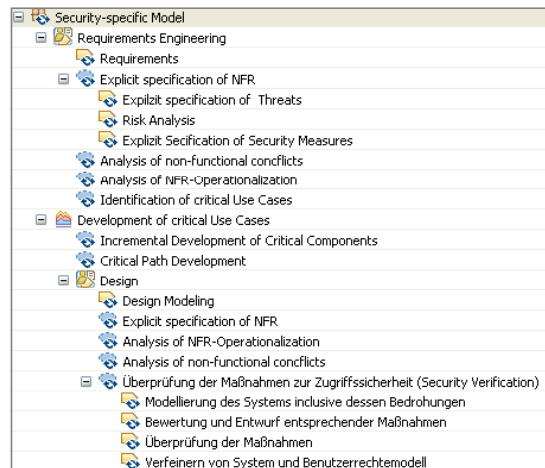 Security-specific Model
Requirements Engineering
Requirements
Explicit specification of NFR
Expilzit specification of Threats
Risk Analysis
Explizit Secification of Security Measures
Analysis of non-functional concflicts
Analysis of NFR-Operationalization
Identification of critical Use Cases
Development of critical Use Cases
Incremental Development of Critical Components
Critical Path Development
Design
Design Modeling
Explicit specification of NFR
Analysis of NFR-Operationalization
Analysis of non-functional concflicts
Überprüfung der Maßnahmen zur Zugriffssicherheit (Security Verification)
Modellierung des Systems inclusive dessen Bedrohungen
Bewertung und Entwurf entsprechender Maßnahmen
Überprüfung der Maßnahmen
Verfeinern von System und Benutzerrechtemodell